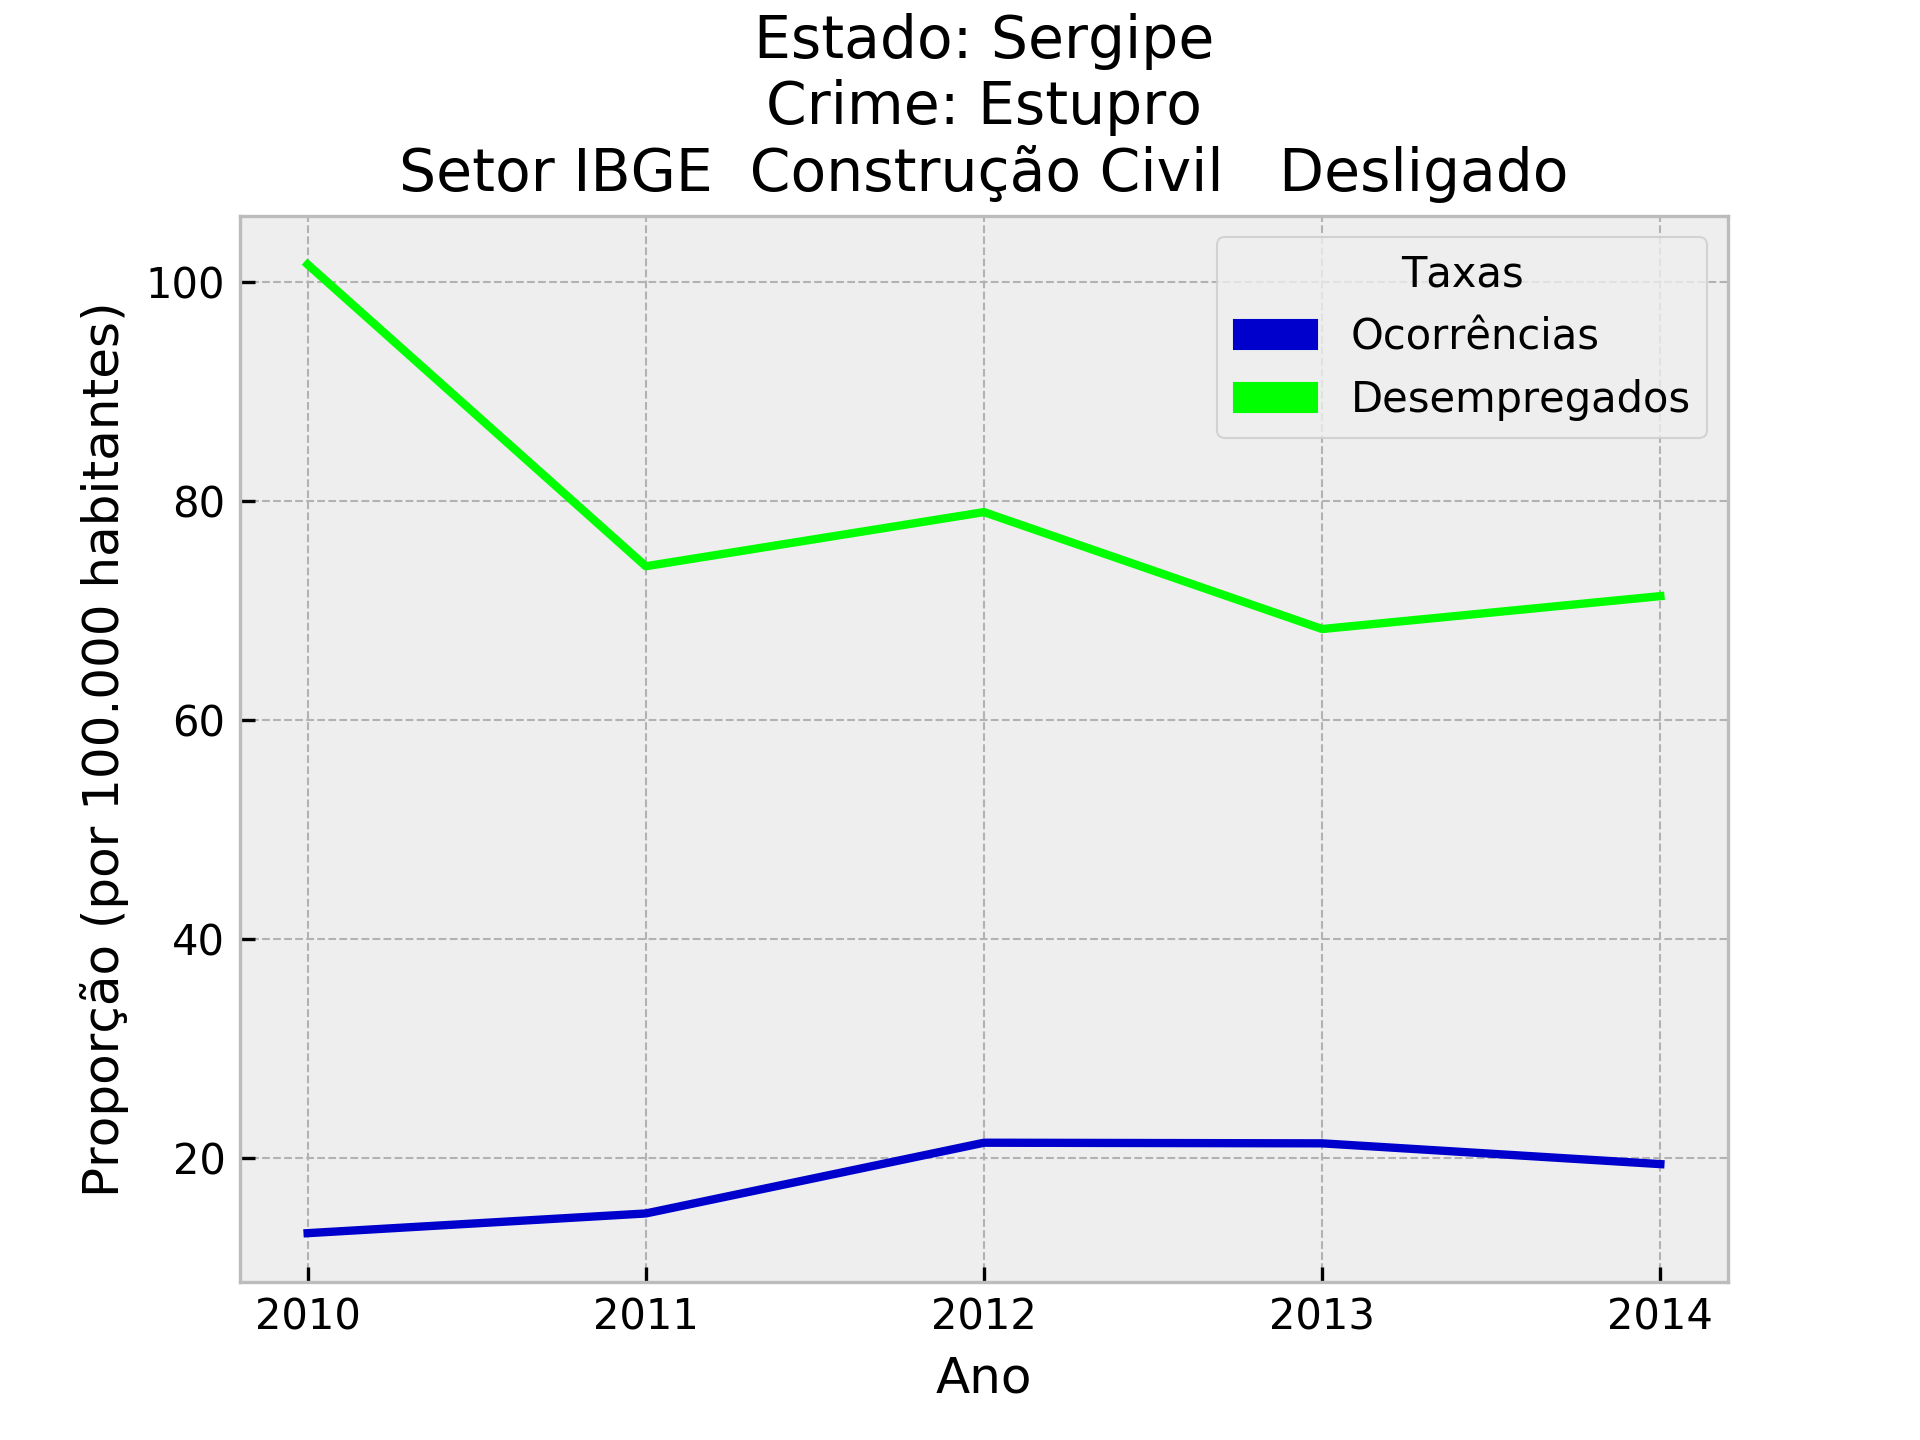 Estado: Sergipe
Crime: Estupro
Setor IBGE  Construção Civil   Desligado
Proporção (por 100.000 habitantes)
100
80
60
40
20
Taxas
Ocorrências
Desempregados
2010
2011
2012
2013
2014
Ano